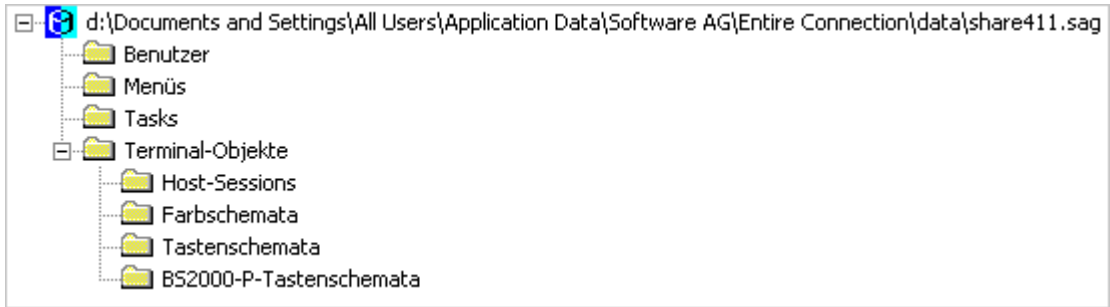 d:\Documents and Settings\All Users\Application Data\Software AG\Entire Connection\data\share411.sag
Benutzer
Menüs
Tasks
Terminal-Objekte
Host-Sessions
Farbschemata
Tastenschemata
BS2000-P-Tastenschemata